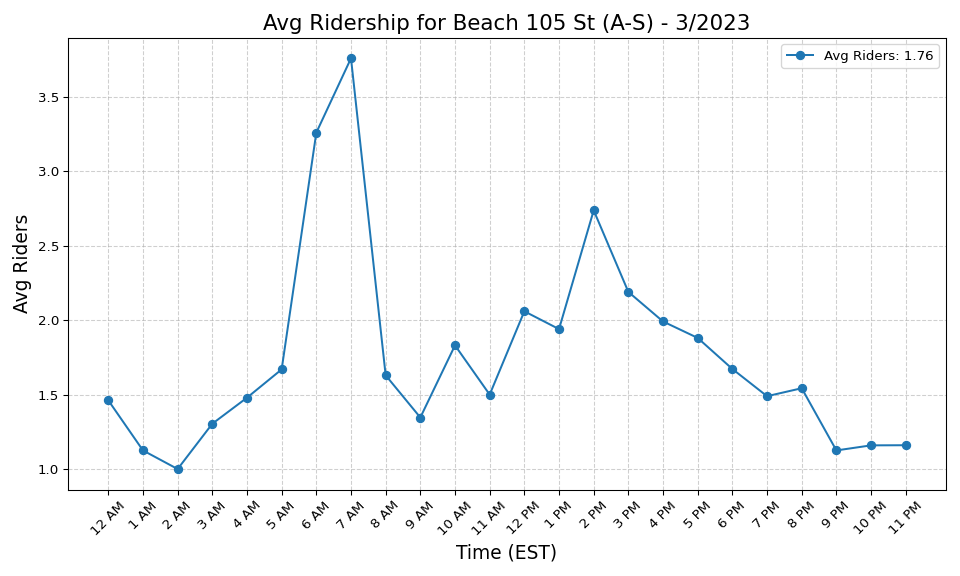 Avg Ridership for Beach 105 St (A-S) - 3/2023
Avg Riders: 1.76
Avg Riders
3.5
3.0
2.5
2.0
1.5
1.0
12 AM
1 AM
2 AM
3 AM
4 AM
5 AM
6 AM
7 AM
8 AM
9 AM
10 AM
11 AM
12 PM
1 PM
2 PM
3 PM
4 PM
5 PM
6 PM
7 PM
8 PM
9 PM
10 PM
11 PM
Time (EST)